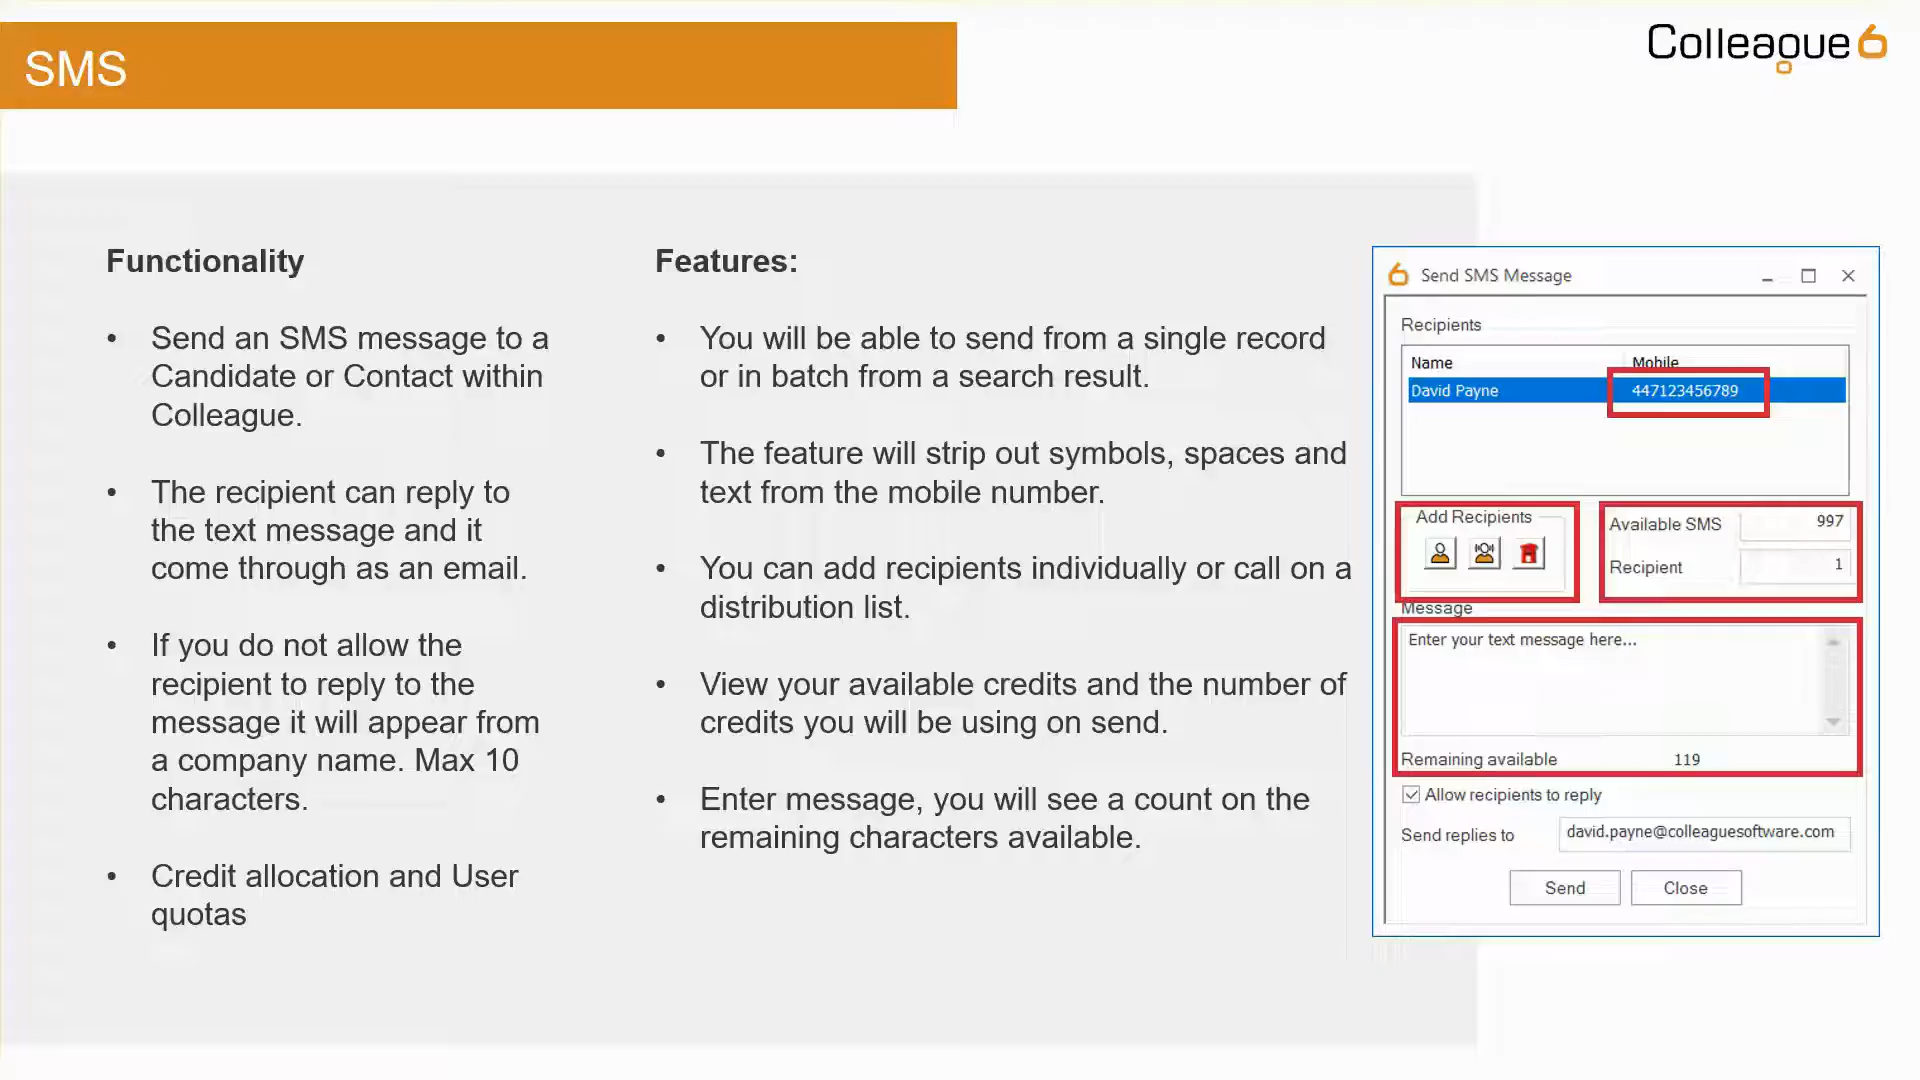 SMS
Colleague 6
Functionality
• Send an SMS message to a
Candidate or Contact within
Colleague.
• The recipient can reply to
the text message and it
come through as an email.
• If you do not allow the
recipient to reply to the
message it will appear from
a company name. Max 10
characters.
• Credit allocation and User
quotas
Features:
• You will be able to send from a single record
or in batch from a search result.
• The feature will strip out symbols, spaces and
text from the mobile number.
• You can add recipients individually or call on a
distribution list.
• View your available credits and the number of
credits you will be using on send.
• Enter message, you will see a count on the
remaining characters available.
Send SMS Message
Recipients
Name Mobile
David Payne 447123456789
Add Recipients
Available SMS 997
Recipient 1
Message
Enter your text message here...
Remaining available 119
Allow recipients to reply
Send replies to david.payne@colleaguesoftware.com
Send Close